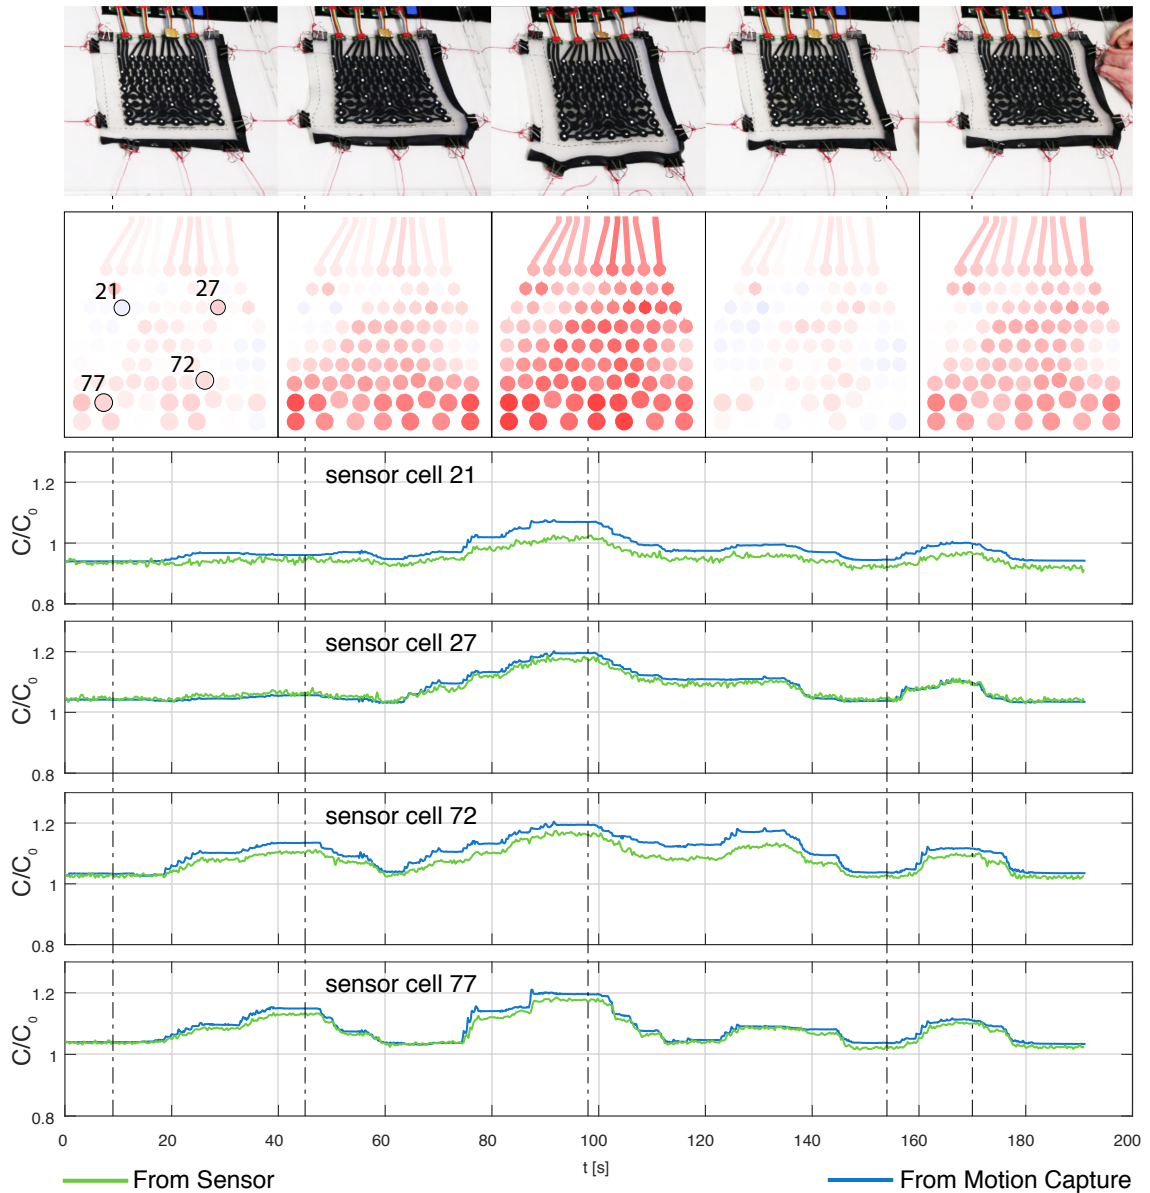 21
27
72
77
sensor cell 21
1.2
1
0.8
C/C₀
sensor cell 27
1.2
1
0.8
C/C₀
sensor cell 72
1.2
1
0.8
C/C₀
sensor cell 77
1.2
1
0.8
C/C₀
0 20 40 60 80 100 120 140 160 180 200
t [s]
From Sensor
From Motion Capture